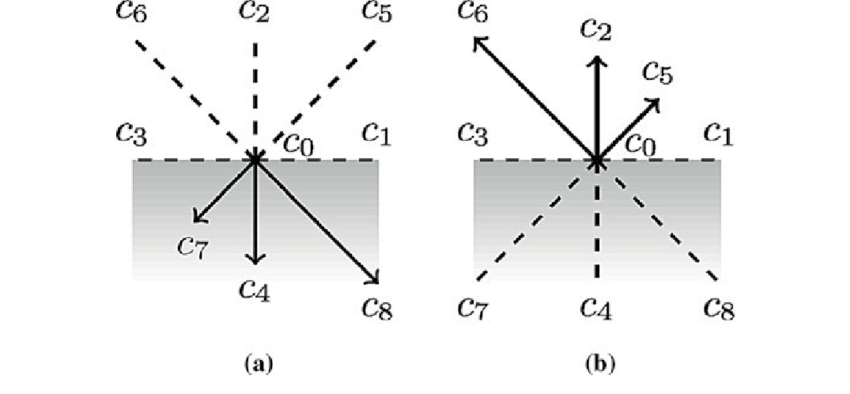 c6 c2 c5 c6
c2
c5
c3 c0 c1 c3 c0 c1
c7
c4
c8 c7 c4 c8
(a) (b)